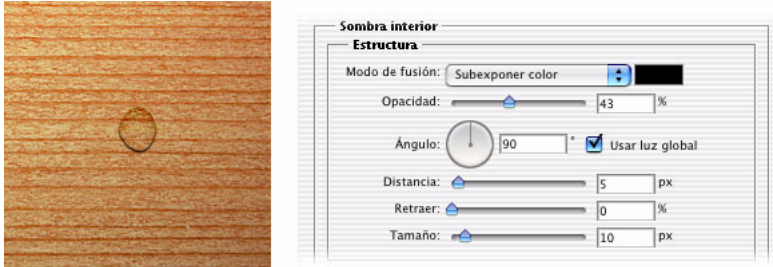 Sombra interior
Estructura
Modo de fusión: Subexponer color
Opacidad: 43 %
Ángulo: 90 ° Usar luz global
Distancia: 5 px
Retraer: 0 %
Tamaño: 10 px